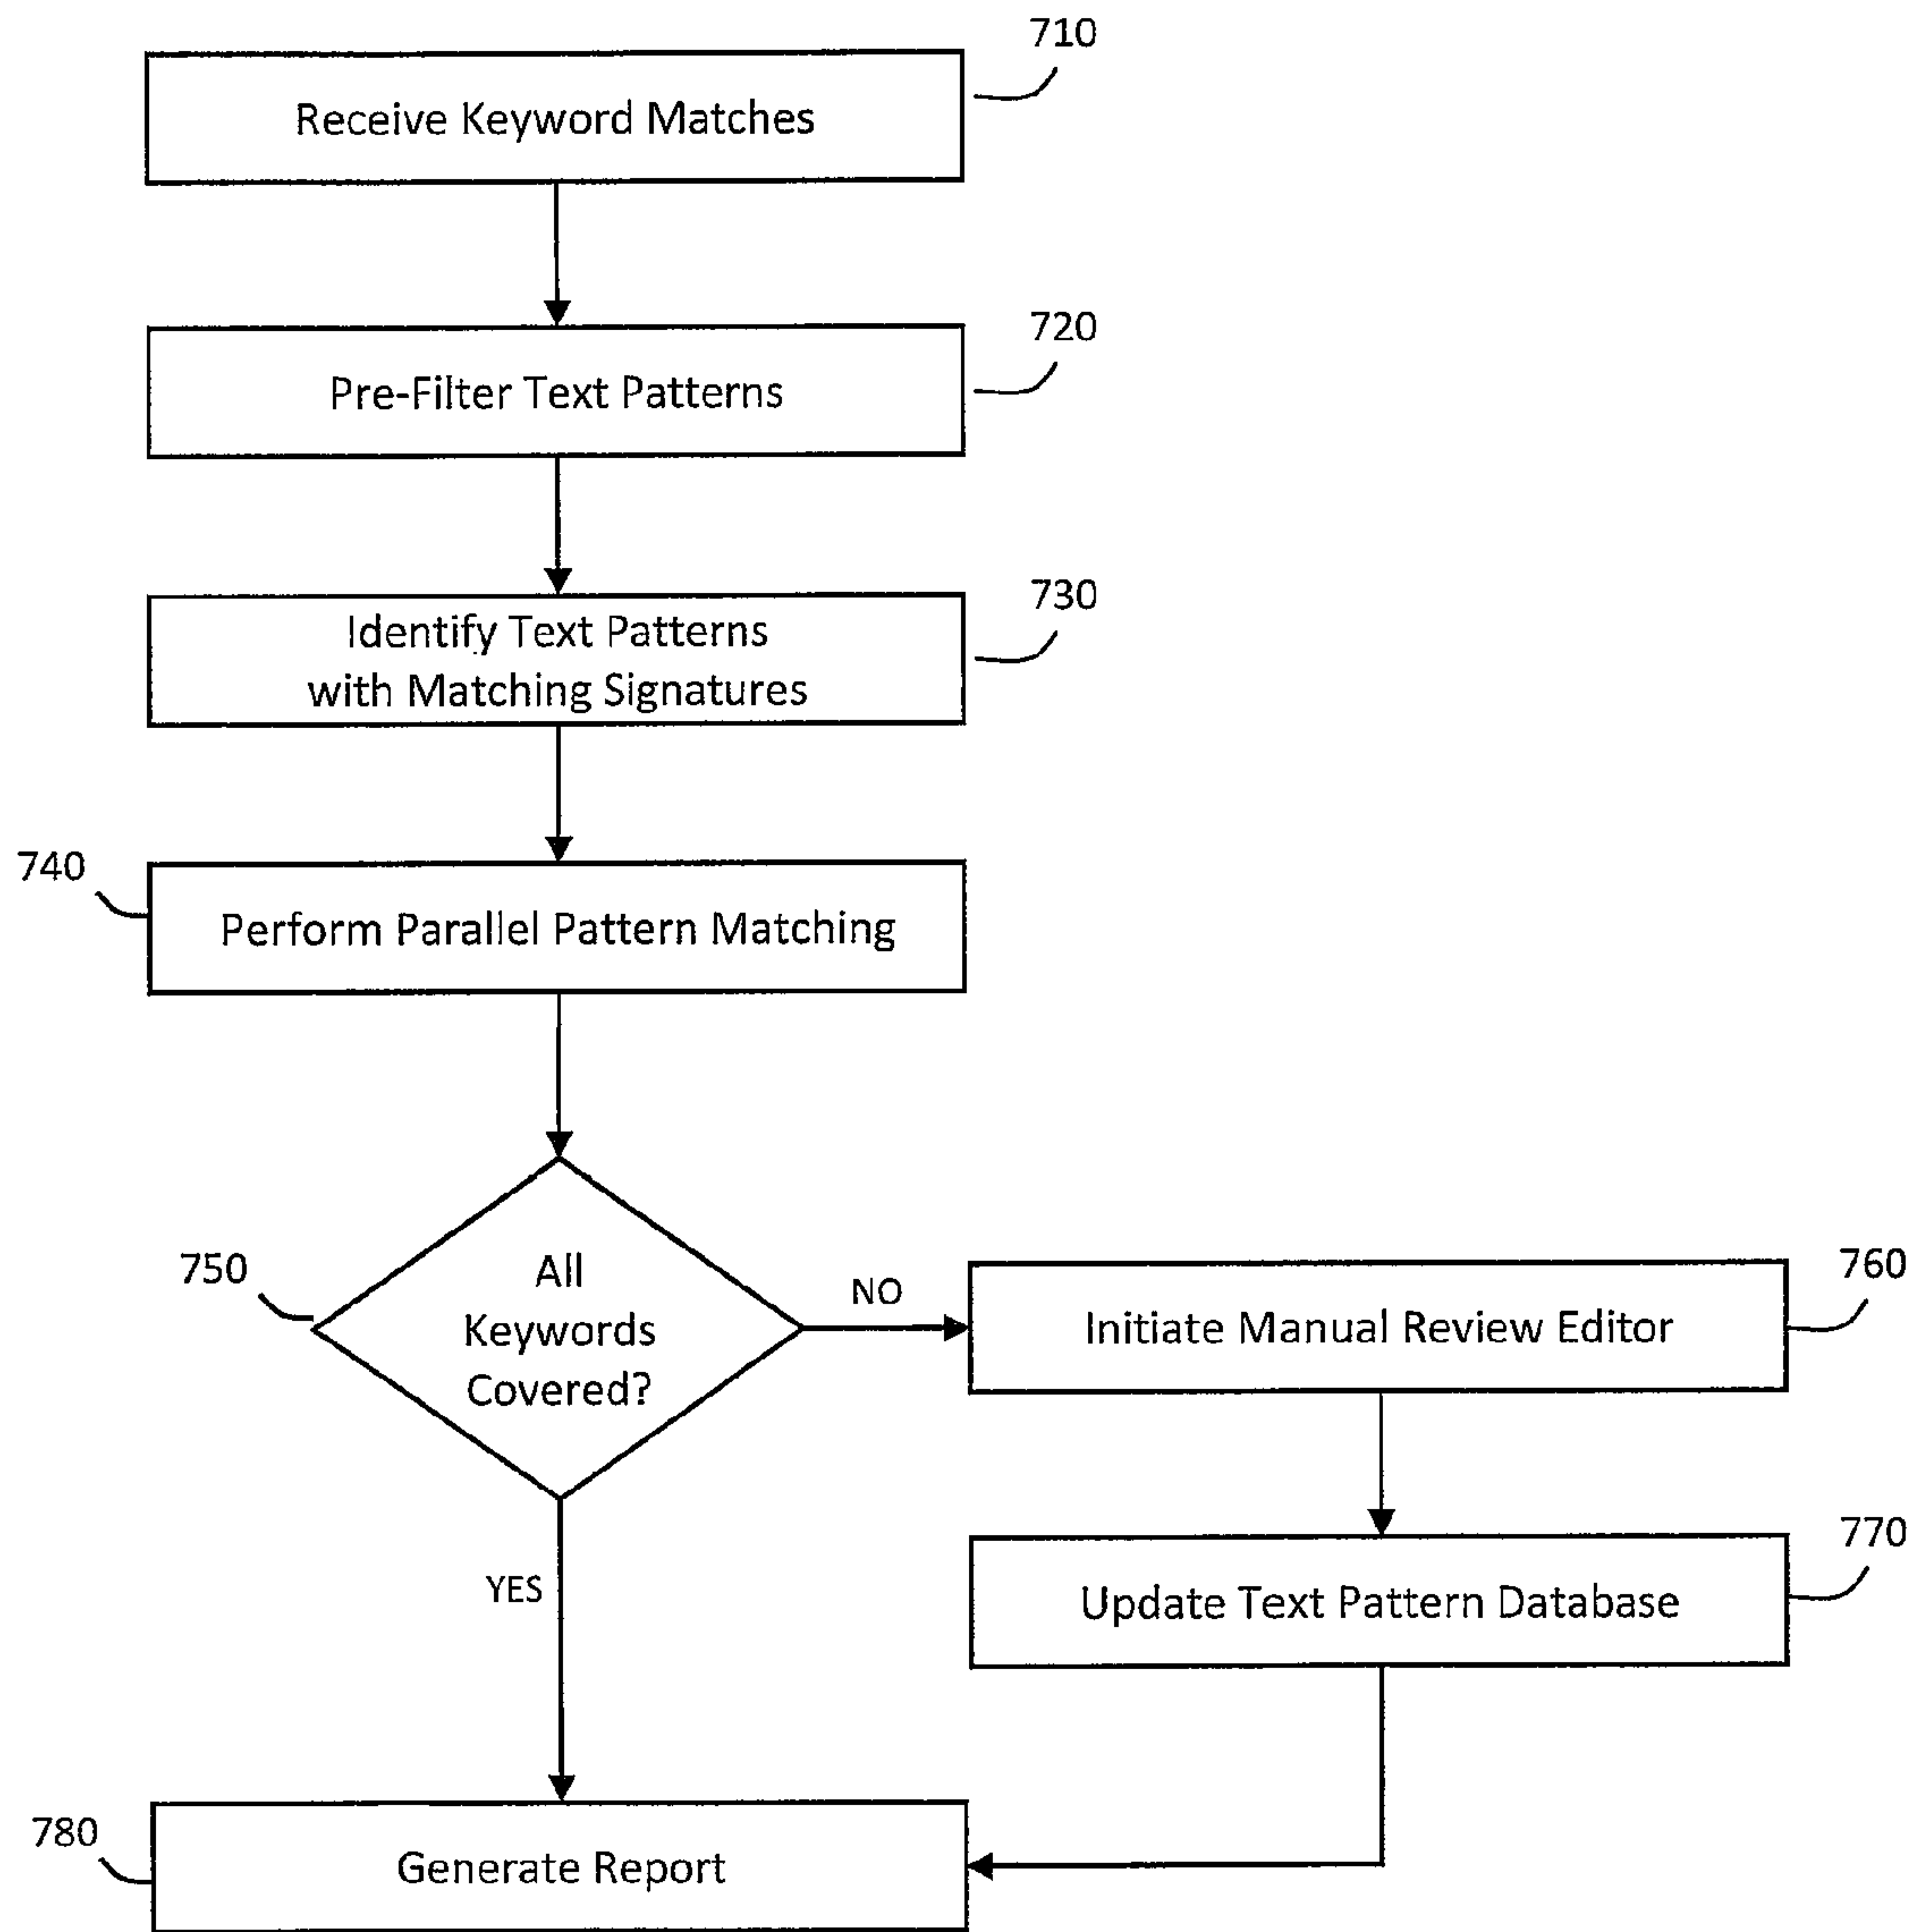 710
Receive Keyword Matches
720
Pre-Filter Text Patterns
730
Identify Text Patterns
with Matching Signatures
740
Perform Parallel Pattern Matching
750
All
Keywords
Covered?
NO
760
Initiate Manual Review Editor
770
Update Text Pattern Database
YES
780
Generate Report